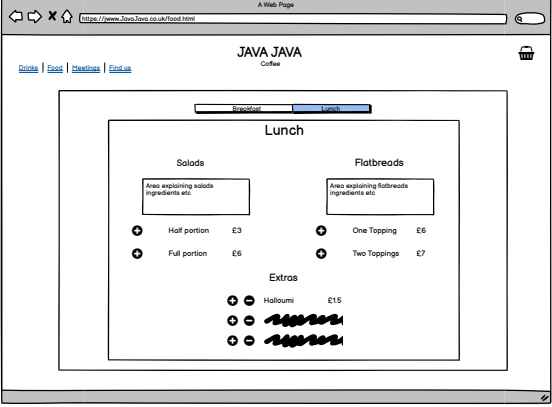 A Web Page
https://jwww.JavaJava.co.uk/food.html
JAVA JAVA
Coffee
Drinks | Food | Meetings | Find us
Breakfast Lunch
Lunch
Salads Flatbreads
Area explaining salads
ingredients etc
Area explaining flatbreads
ingredients etc
Half portion £3 One Topping £6
Full portion £6 Two Toppings £7
Extras
Halloumi £1.5